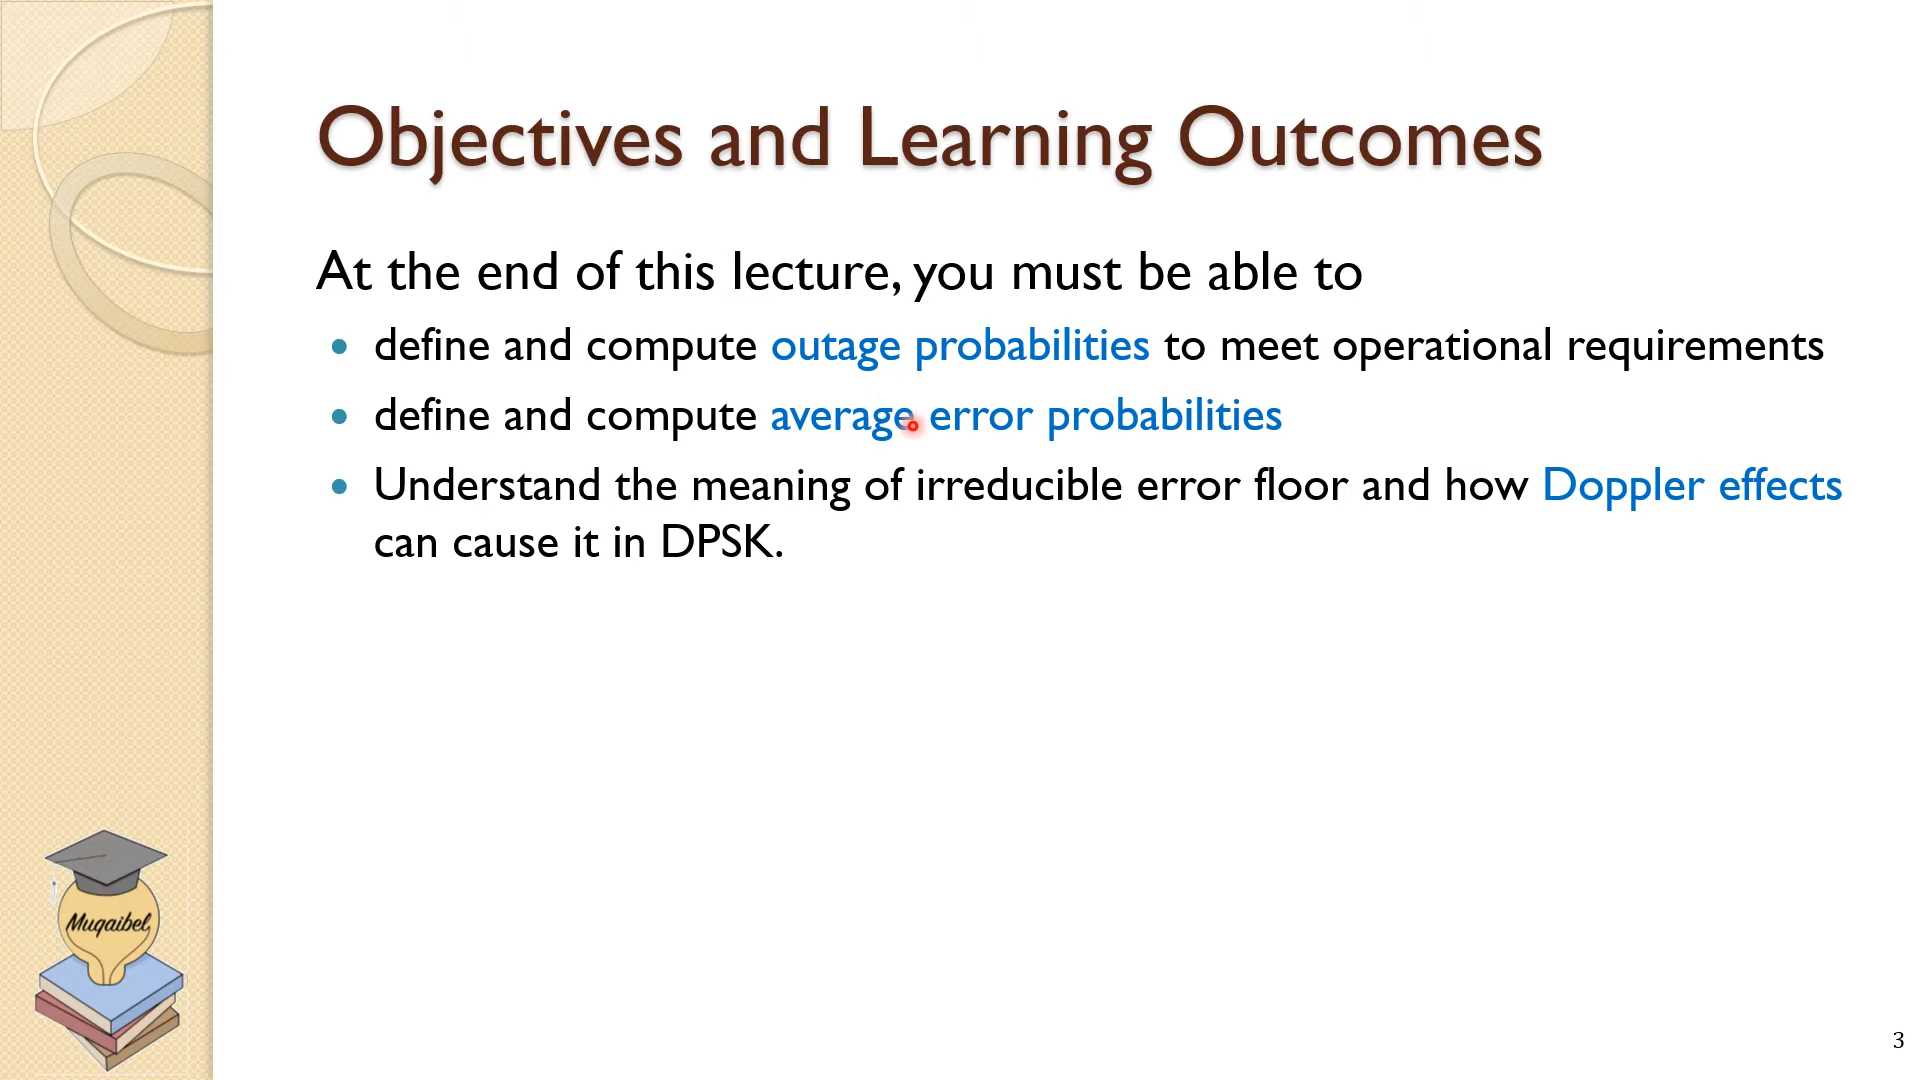 Objectives and Learning Outcomes
At the end of this lecture, you must be able to
• define and compute outage probabilities to meet operational requirements
• define and compute average error probabilities
• Understand the meaning of irreducible error floor and how Doppler effects
can cause it in DPSK.
Muqaibel
3